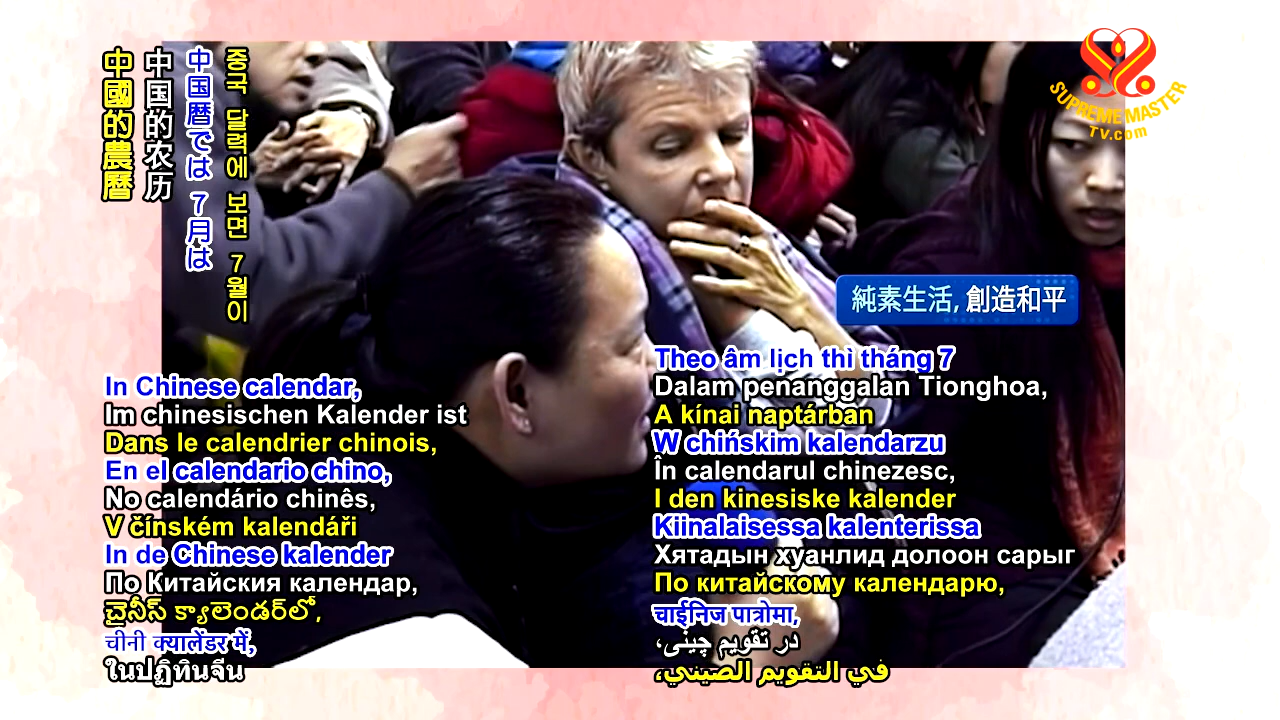 中國的農曆
中国的农历
中国暦では 7月は
중국 달력에 보면 7월이
SUPREME MASTER
TV.com
純素生活, 創造和平
In Chinese calendar,
Im chinesischen Kalender ist
Dans le calendrier chinois,
En el calendario chino,
No calendário chinês,
V čínském kalendáři
In de Chinese kalender
По Китайския календар,
చైనీస్ క్యాలెండర్‌లో,
चीनी क्यालेंडर में,
ในปฏิทินจีน
Theo âm lịch thì tháng 7
Dalam penanggalan Tionghoa,
A kínai naptárban
W chińskim kalendarzu
În calendarul chinezesc,
I den kinesiske kalender
Kiinalaisessa kalenterissa
Хятадын хуанлид долоон сарыг
По китайскому календарю,
चाईनिज पात्रोमा,
در تقویم چینی،
في التقويم الصيني،